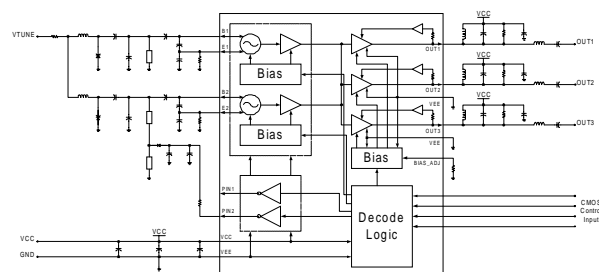 VCC
VCC
VCC
VTUNE
B1
E1
OUT1
OUT1
Bias
B2
E2
OUT2
VEE
OUT2
Bias
OUT3
VEE
OUT3
Bias
BIAS_ADJ
PIN1
PIN2
Decode
Logic
CMOS
Control
Input
VCC
VCC
VCC
GND
VEE